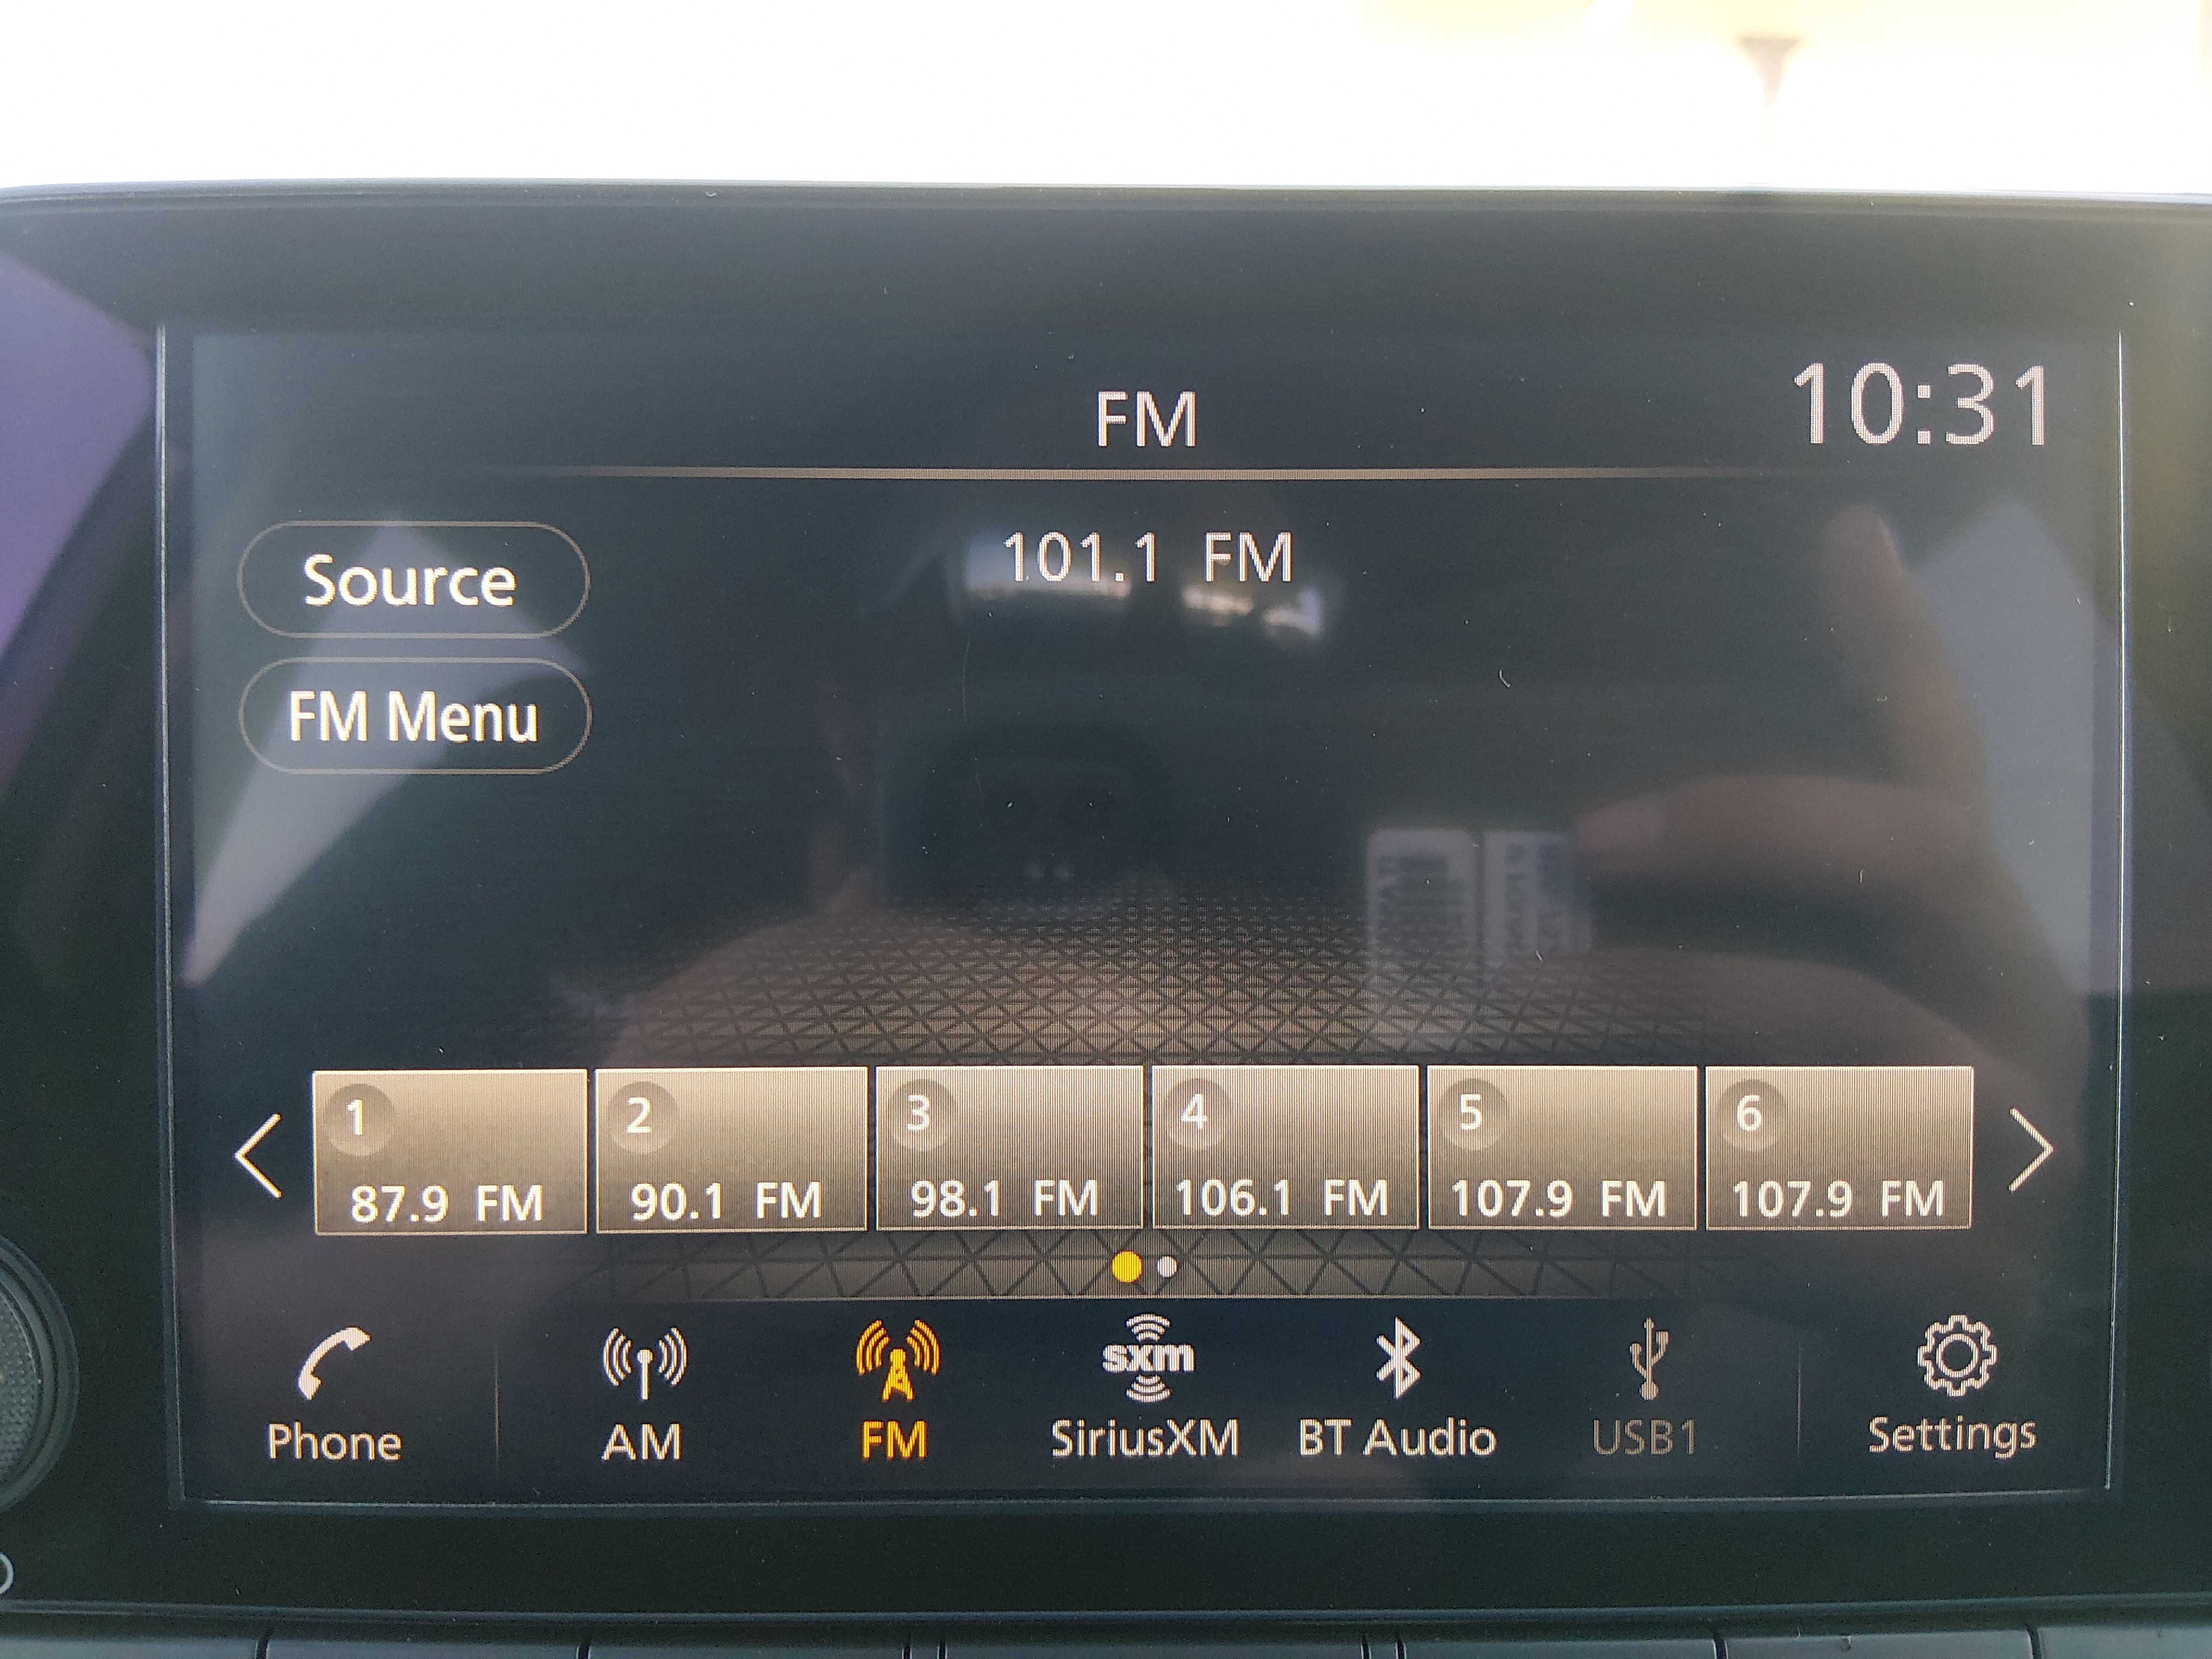 FM
10:31
101.1 FM
Source
FM Menu
1
87.9 FM
2
90.1 FM
3
98.1 FM
4
106.1 FM
5
107.9 FM
6
107.9 FM
sxm
Phone
AM
FM
SiriusXM
BT Audio
USB1
Settings